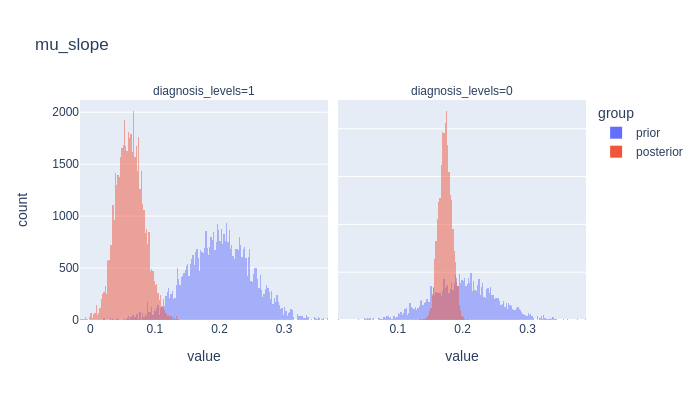 mu_slope
diagnosis_levels=1
diagnosis_levels=0
group
prior
posterior
2000
1500
1000
500
0
count
0
0.1
0.2
0.3
0.1
0.2
0.3
value
value